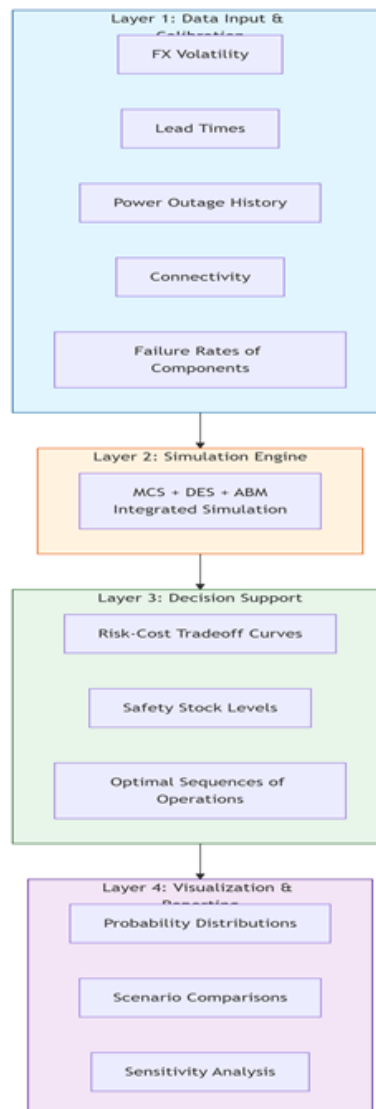 Layer 1: Data Input &
Calibration
FX Volatility
Lead Times
Power Outage History
Connectivity
Failure Rates of
Components
Layer 2: Simulation Engine
MCS + DES + ABM
Integrated Simulation
Layer 3: Decision Support
Risk-Cost Tradeoff Curves
Safety Stock Levels
Optimal Sequences of
Operations
Layer 4: Visualization &
Reporting
Probability Distributions
Scenario Comparisons
Sensitivity Analysis